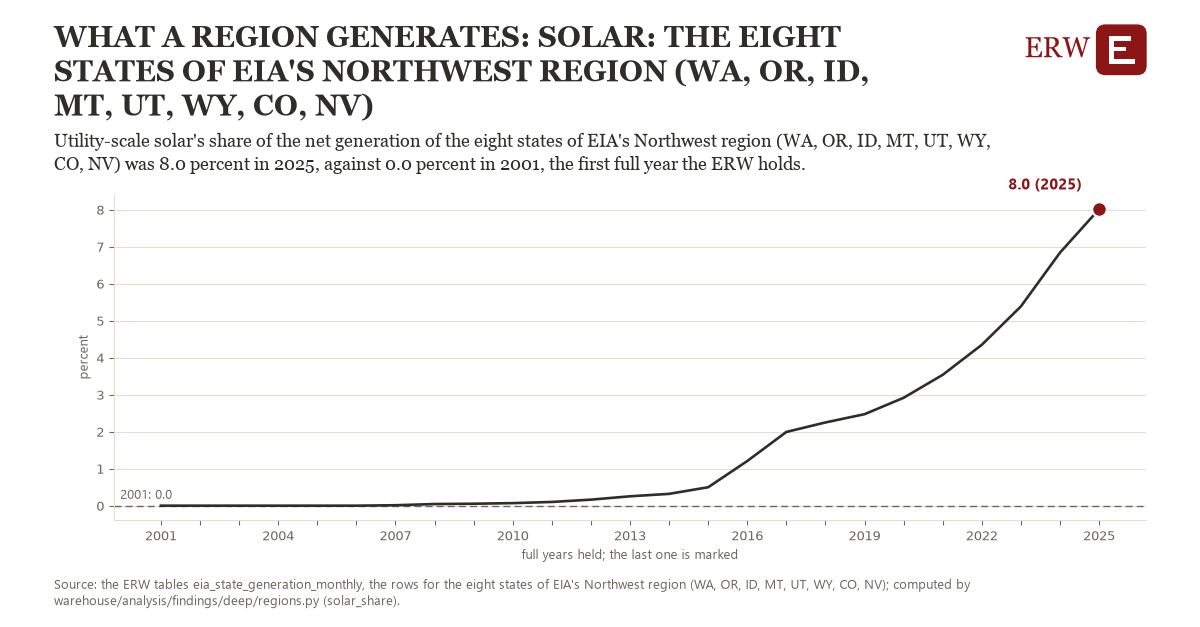 WHAT A REGION GENERATES: SOLAR: THE EIGHT
STATES OF EIA'S NORTHWEST REGION (WA, OR, ID,
MT, UT, WY, CO, NV)
ERW E
Utility-scale solar's share of the net generation of the eight states of EIA's Northwest region (WA, OR, ID, MT, UT, WY,
CO, NV) was 8.0 percent in 2025, against 0.0 percent in 2001, the first full year the ERW holds.
8.0 (2025)
8
7
6
5
4
3
2
1
0
percent
2001: 0.0
2001 2004 2007 2010 2013 2016 2019 2022 2025
full years held; the last one is marked
Source: the ERW tables eia_state_generation_monthly, the rows for the eight states of EIA's Northwest region (WA, OR, ID, MT, UT, WY, CO, NV); computed by
warehouse/analysis/findings/deep/regions.py (solar_share).